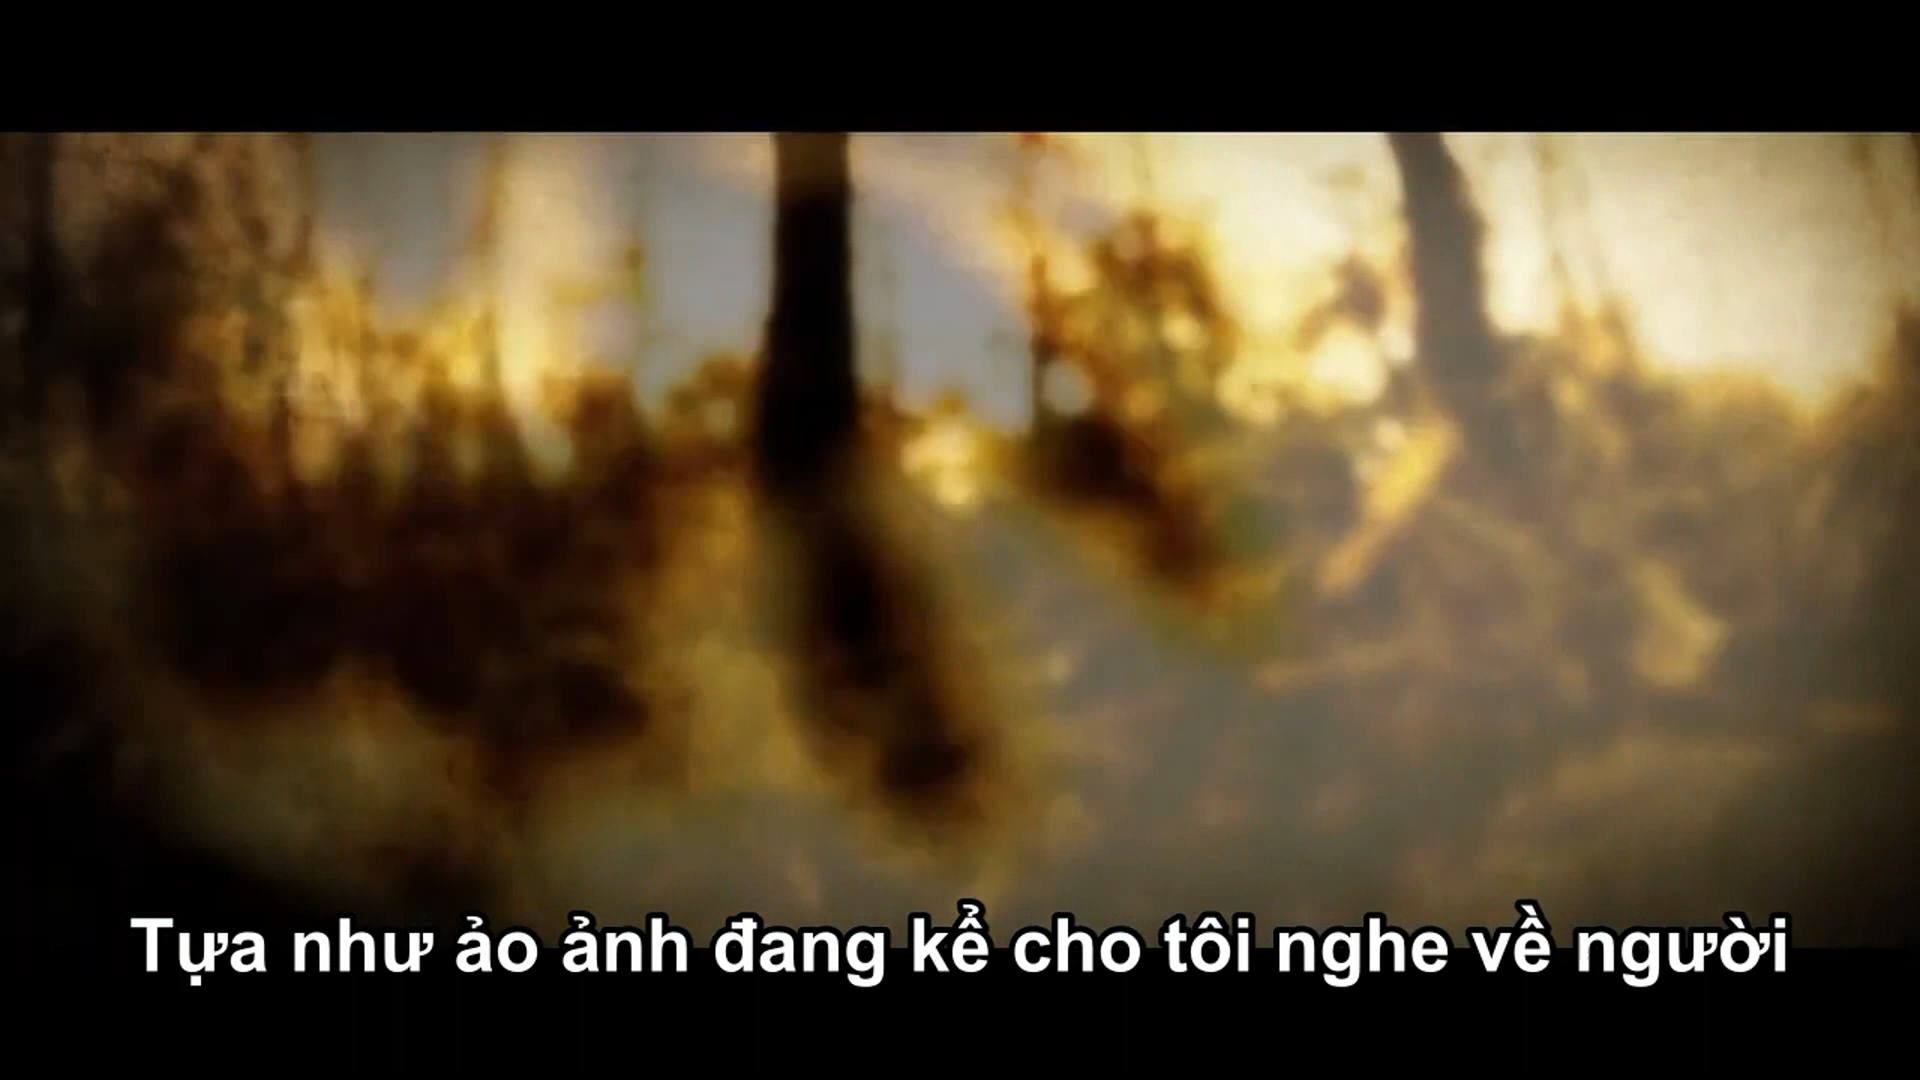 Tựa như ảo ảnh đang kể cho tôi nghe về người